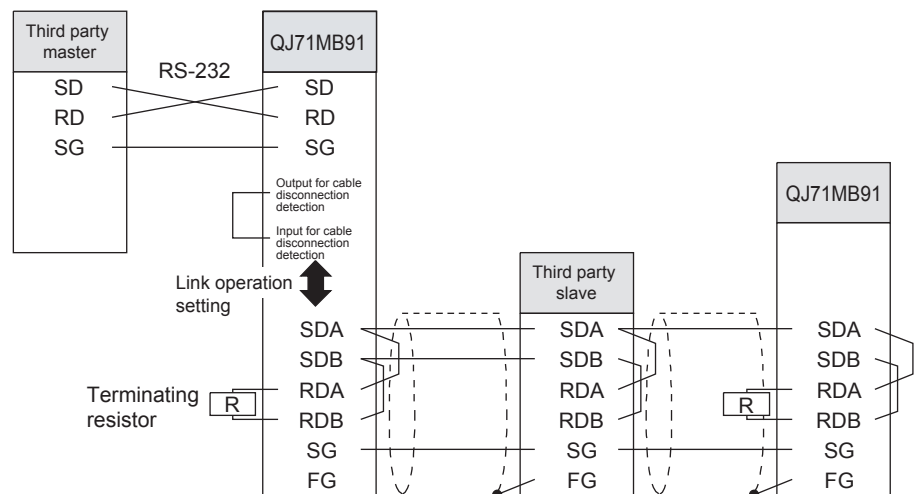 Third party
master
QJ71MB91
RS-232
SD
RD
SG
SD
RD
SG
Output for cable
disconnection
detection
Input for cable
disconnection
detection
Link operation
setting
Terminating
resistor
R
SDA
SDB
RDA
RDB
SG
FG
Third party
slave
SDA
SDB
RDA
RDB
SG
FG
QJ71MB91
R
SDA
SDB
RDA
RDB
SG
FG